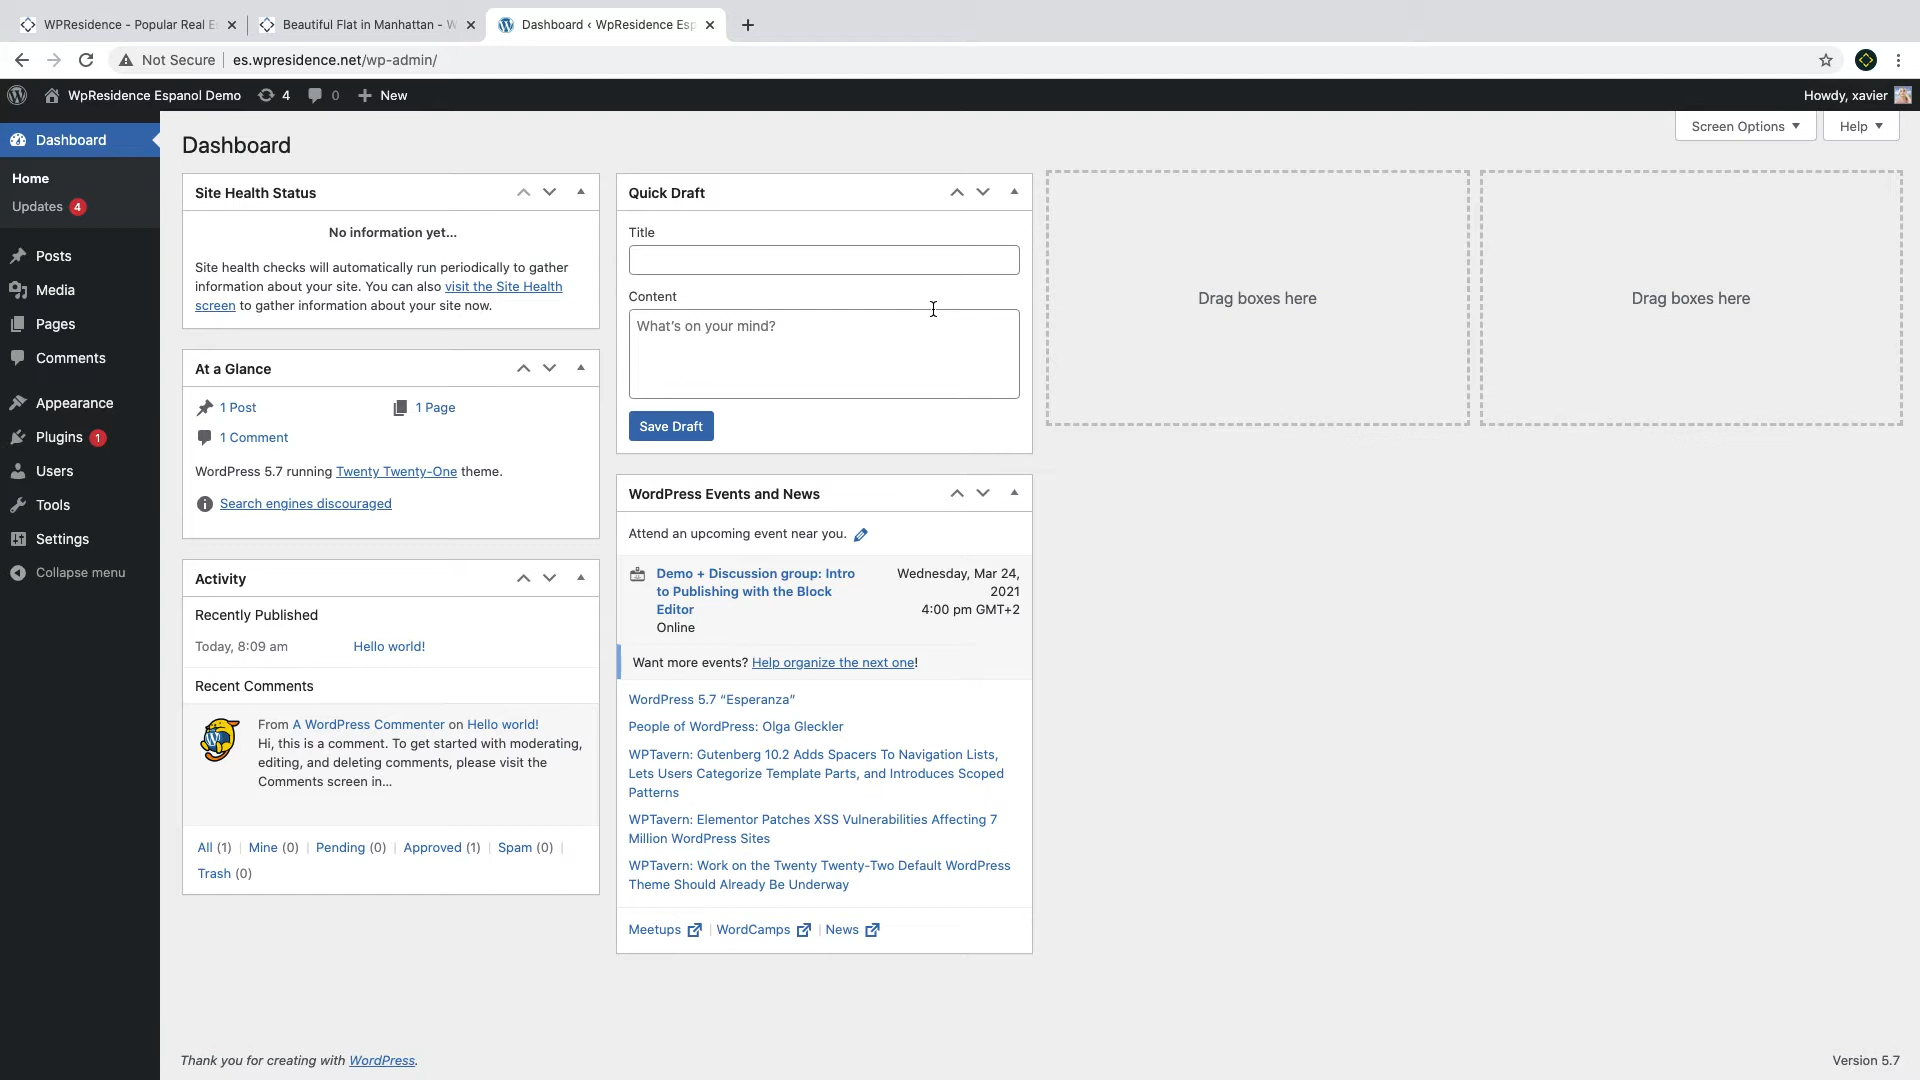 WPResidence - Popular Real E
Beautiful Flat in Manhattan - W
Dashboard ‹ WpResidence Esp
Not Secure
es.wpresidence.net/wp-admin/
WpResidence Espanol Demo
4
0
New
Howdy, xavier
Dashboard
Home
Updates 4
Posts
Media
Pages
Comments
Appearance
Plugins 1
Users
Tools
Settings
Collapse menu
Dashboard
Screen Options
Help
Site Health Status
No information yet...
Site health checks will automatically run periodically to gather
information about your site. You can also visit the Site Health
screen to gather information about your site now.
At a Glance
1 Post
1 Page
1 Comment
WordPress 5.7 running Twenty Twenty-One theme.
Search engines discouraged
Activity
Recently Published
Today, 8:09 am
Hello world!
Recent Comments
From A WordPress Commenter on Hello world!
Hi, this is a comment. To get started with moderating,
editing, and deleting comments, please visit the
Comments screen in...
All (1) | Mine (0) | Pending (0) | Approved (1) | Spam (0) |
Trash (0)
Quick Draft
Title
Content
What's on your mind?
Save Draft
WordPress Events and News
Attend an upcoming event near you.
Demo + Discussion group: Intro
to Publishing with the Block
Editor
Online
Wednesday, Mar 24,
2021
4:00 pm GMT+2
Want more events? Help organize the next one!
WordPress 5.7 “Esperanza”
People of WordPress: Olga Gleckler
WPTavern: Gutenberg 10.2 Adds Spacers To Navigation Lists,
Lets Users Categorize Template Parts, and Introduces Scoped
Patterns
WPTavern: Elementor Patches XSS Vulnerabilities Affecting 7
Million WordPress Sites
WPTavern: Work on the Twenty Twenty-Two Default WordPress
Theme Should Already Be Underway
Meetups | WordCamps | News
Drag boxes here
Drag boxes here
Thank you for creating with WordPress.
Version 5.7